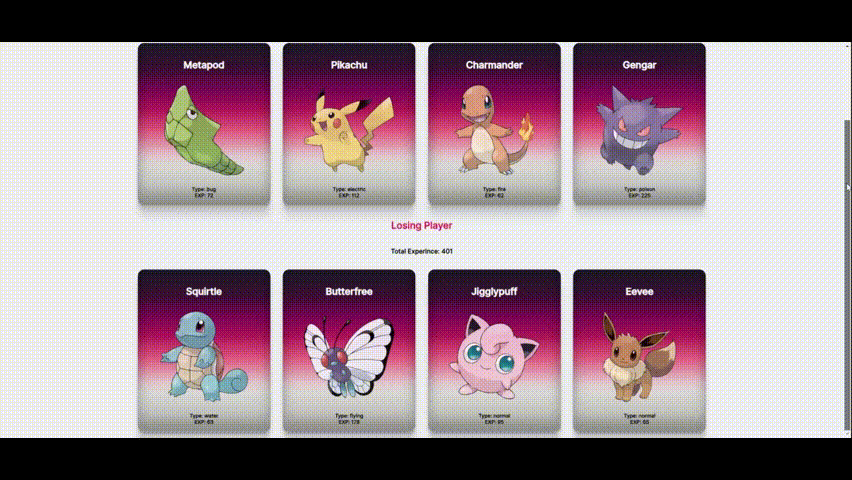 Metapod
Pikachu
Charmander
Gengar
Type: bug
EXP: 72
Type: electric
EXP: 112
Type: fire
EXP: 62
Type: poison
EXP: 225
Losing Player
Total Experince: 401
Squirtle
Butterfree
Jigglypuff
Eevee
Type: water
EXP: 63
Type: flying
EXP: 178
Type: normal
EXP: 95
Type: normal
EXP: 65